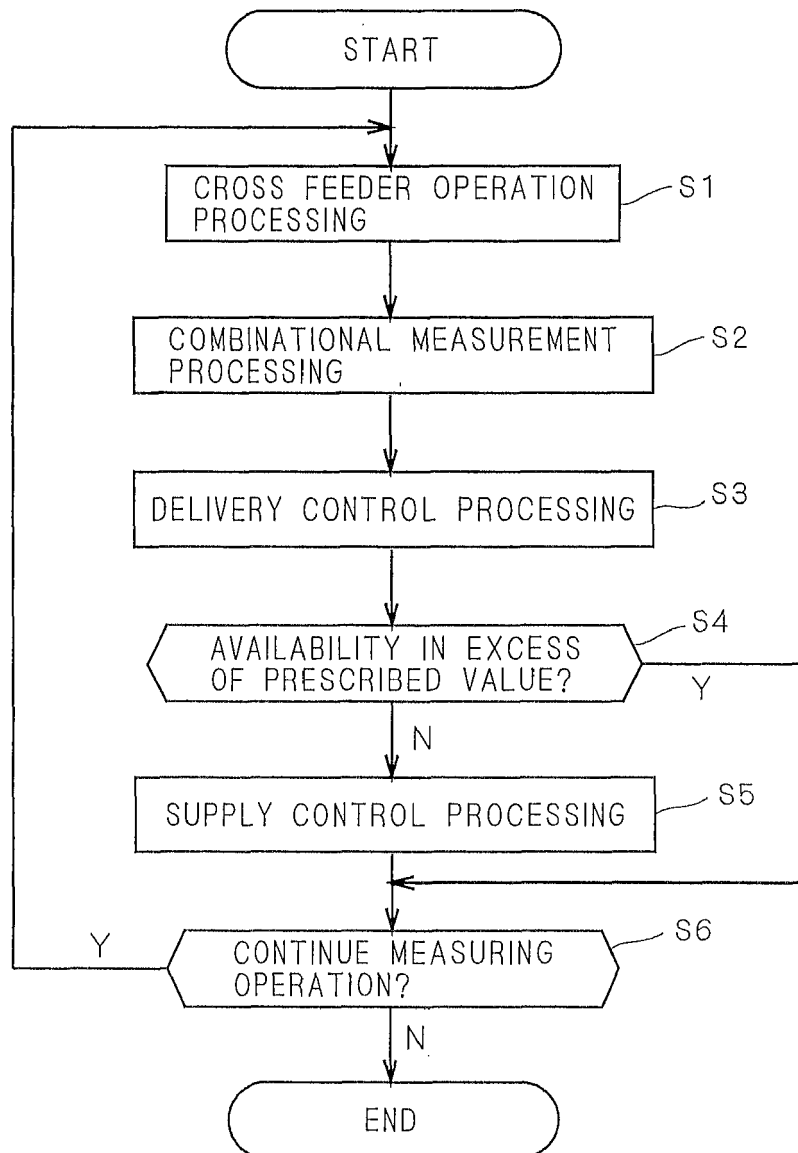 START
CROSS FEEDER OPERATION
PROCESSING
S1
COMBINATIONAL MEASUREMENT
PROCESSING
S2
DELIVERY CONTROL PROCESSING
S3
AVAILABILITY IN EXCESS
OF PRESCRIBED VALUE?
S4
Y
N
SUPPLY CONTROL PROCESSING
S5
CONTINUE MEASURING
OPERATION?
S6
Y
N
END